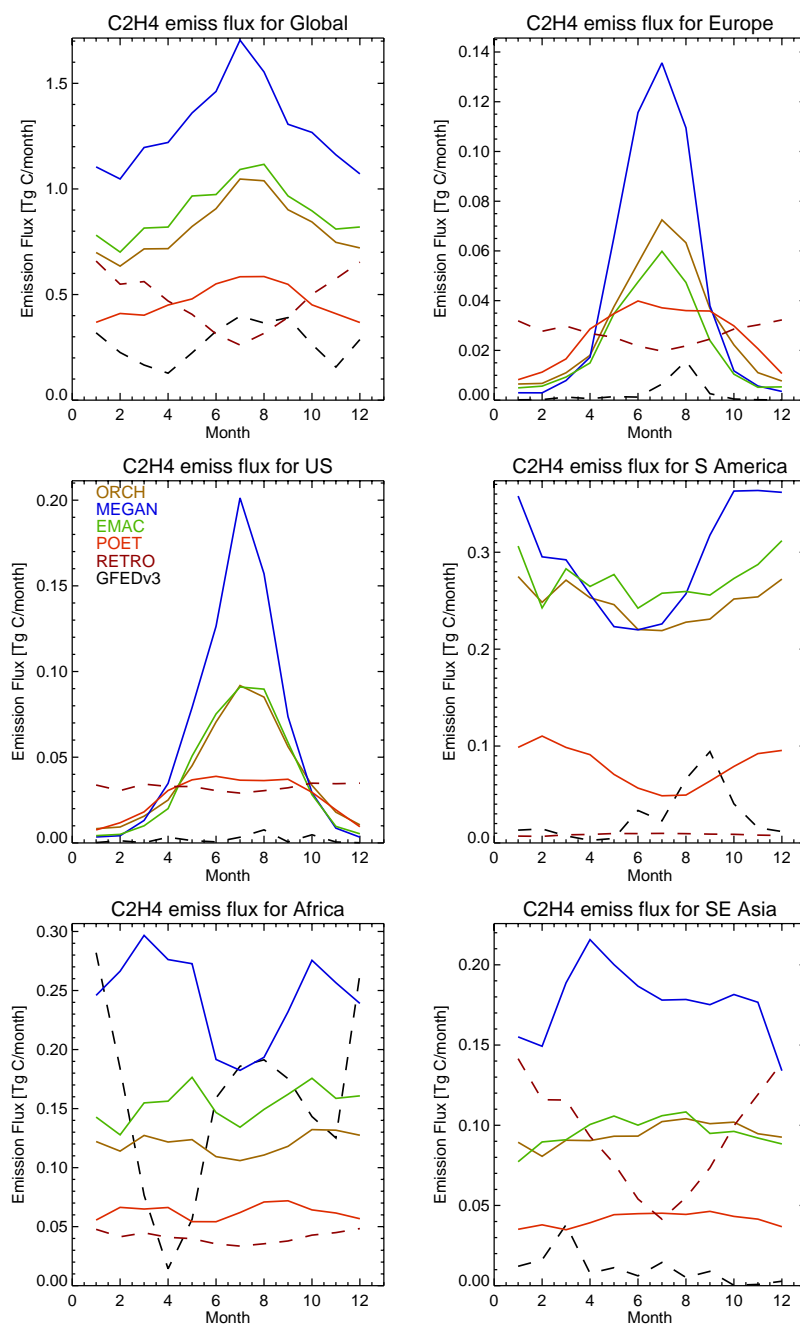 C2H4 emiss flux for Global
Emission Flux [Tg C/month]
1.5
1.0
0.5
0.0
0 2 4 6 8 10 12
Month
C2H4 emiss flux for Europe
Emission Flux [Tg C/month]
0.14
0.12
0.10
0.08
0.06
0.04
0.02
0.00
0 2 4 6 8 10 12
Month
C2H4 emiss flux for US
Emission Flux [Tg C/month]
0.20
0.15
0.10
0.05
0.00
ORCH
MEGAN
EMAC
POET
RETRO
GFEDv3
0 2 4 6 8 10 12
Month
C2H4 emiss flux for S America
Emission Flux [Tg C/month]
0.3
0.2
0.1
0.0
0 2 4 6 8 10 12
Month
C2H4 emiss flux for Africa
Emission Flux [Tg C/month]
0.30
0.25
0.20
0.15
0.10
0.05
0.00
0 2 4 6 8 10 12
Month
C2H4 emiss flux for SE Asia
Emission Flux [Tg C/month]
0.20
0.15
0.10
0.05
0.00
0 2 4 6 8 10 12
Month